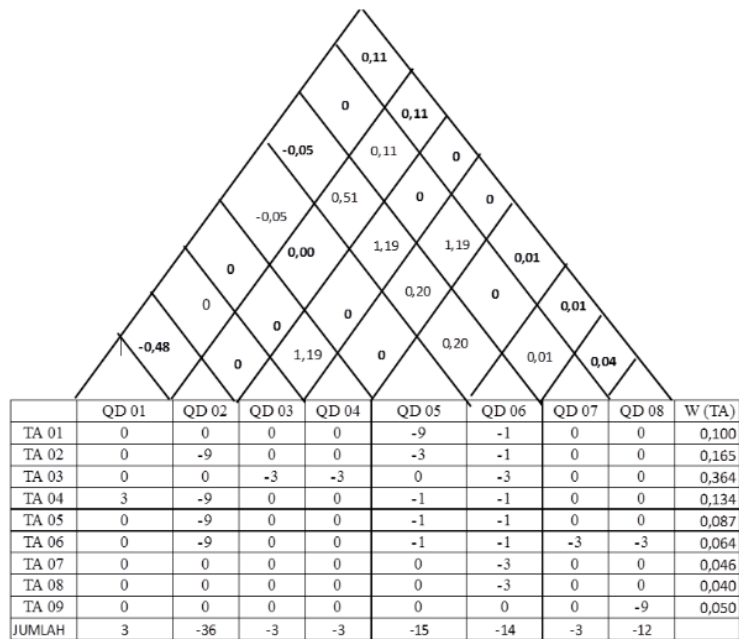 0,11
0 0,11
-0,05 0,11 0
0,51 0 0
-0,05 1,19 1,19
0 0,00 0,20 0 0,01
0 0 0,01
-0,48 0 0,20 0,01 0,04
0 1,19 0
QD 01 QD 02 QD 03 QD 04 QD 05 QD 06 QD 07 QD 08 W (TA)
TA 01 0 0 0 0 -9 -1 0 0 0,100
TA 02 0 -9 0 0 -3 -1 0 0 0,165
TA 03 0 0 -3 -3 0 -3 0 0 0,364
TA 04 3 -9 0 0 -1 -1 0 0 0,134
TA 05 0 -9 0 0 -1 -1 0 0 0,087
TA 06 0 -9 0 0 -1 -1 -3 -3 0,064
TA 07 0 0 0 0 0 -3 0 0 0,046
TA 08 0 0 0 0 0 -3 0 0 0,040
TA 09 0 0 0 0 0 0 0 -9 0,050
JUMLAH 3 -36 -3 -3 -15 -14 -3 -12